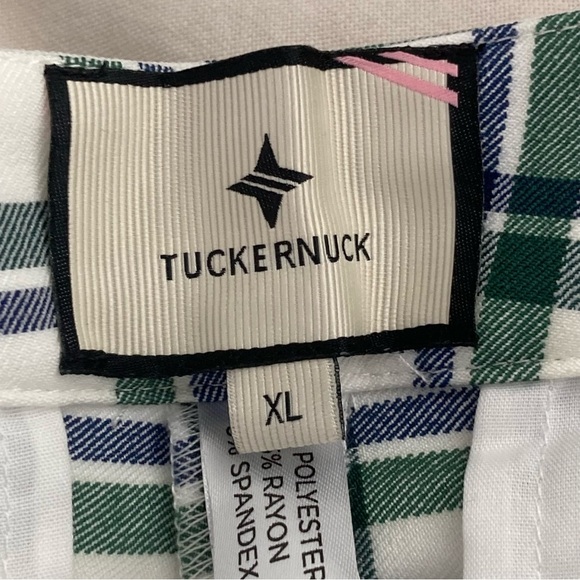 TUCKERNUCK
XL
POLYESTER
% RAYON
% SPANDEX